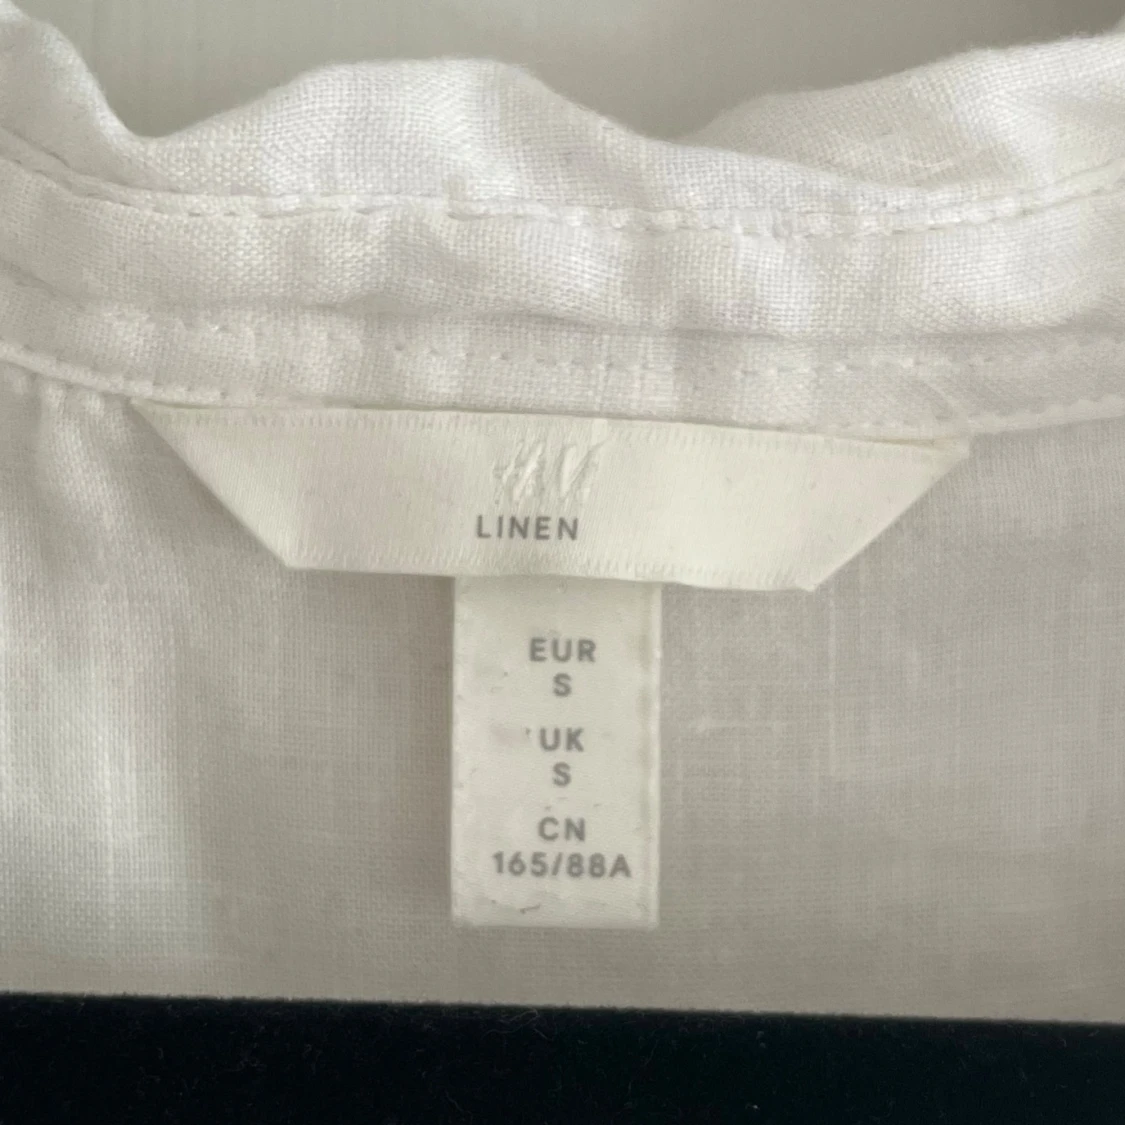 H&M
LINEN
EUR
S
UK
S
CN
165/88A